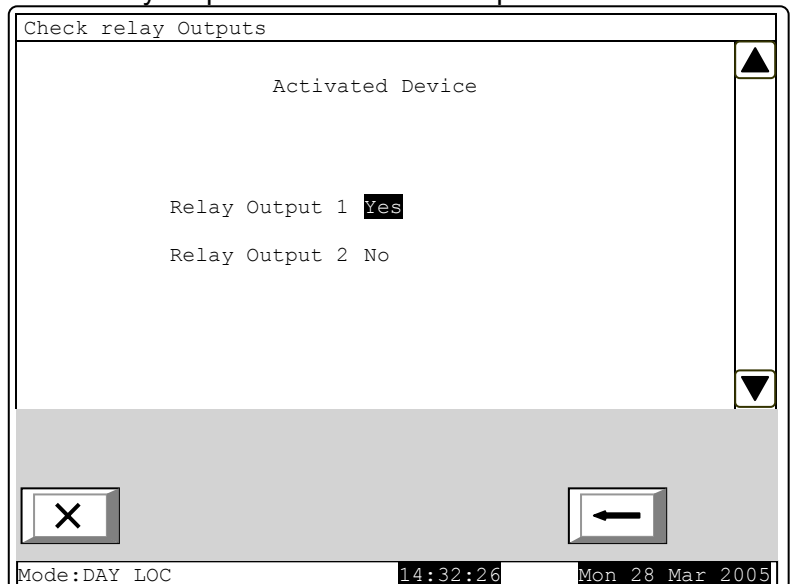 Check relay Outputs
Activated Device
Relay Output 1 Yes
Relay Output 2 No
Mode:DAY LOC 14:32:26 Mon 28 Mar 2005